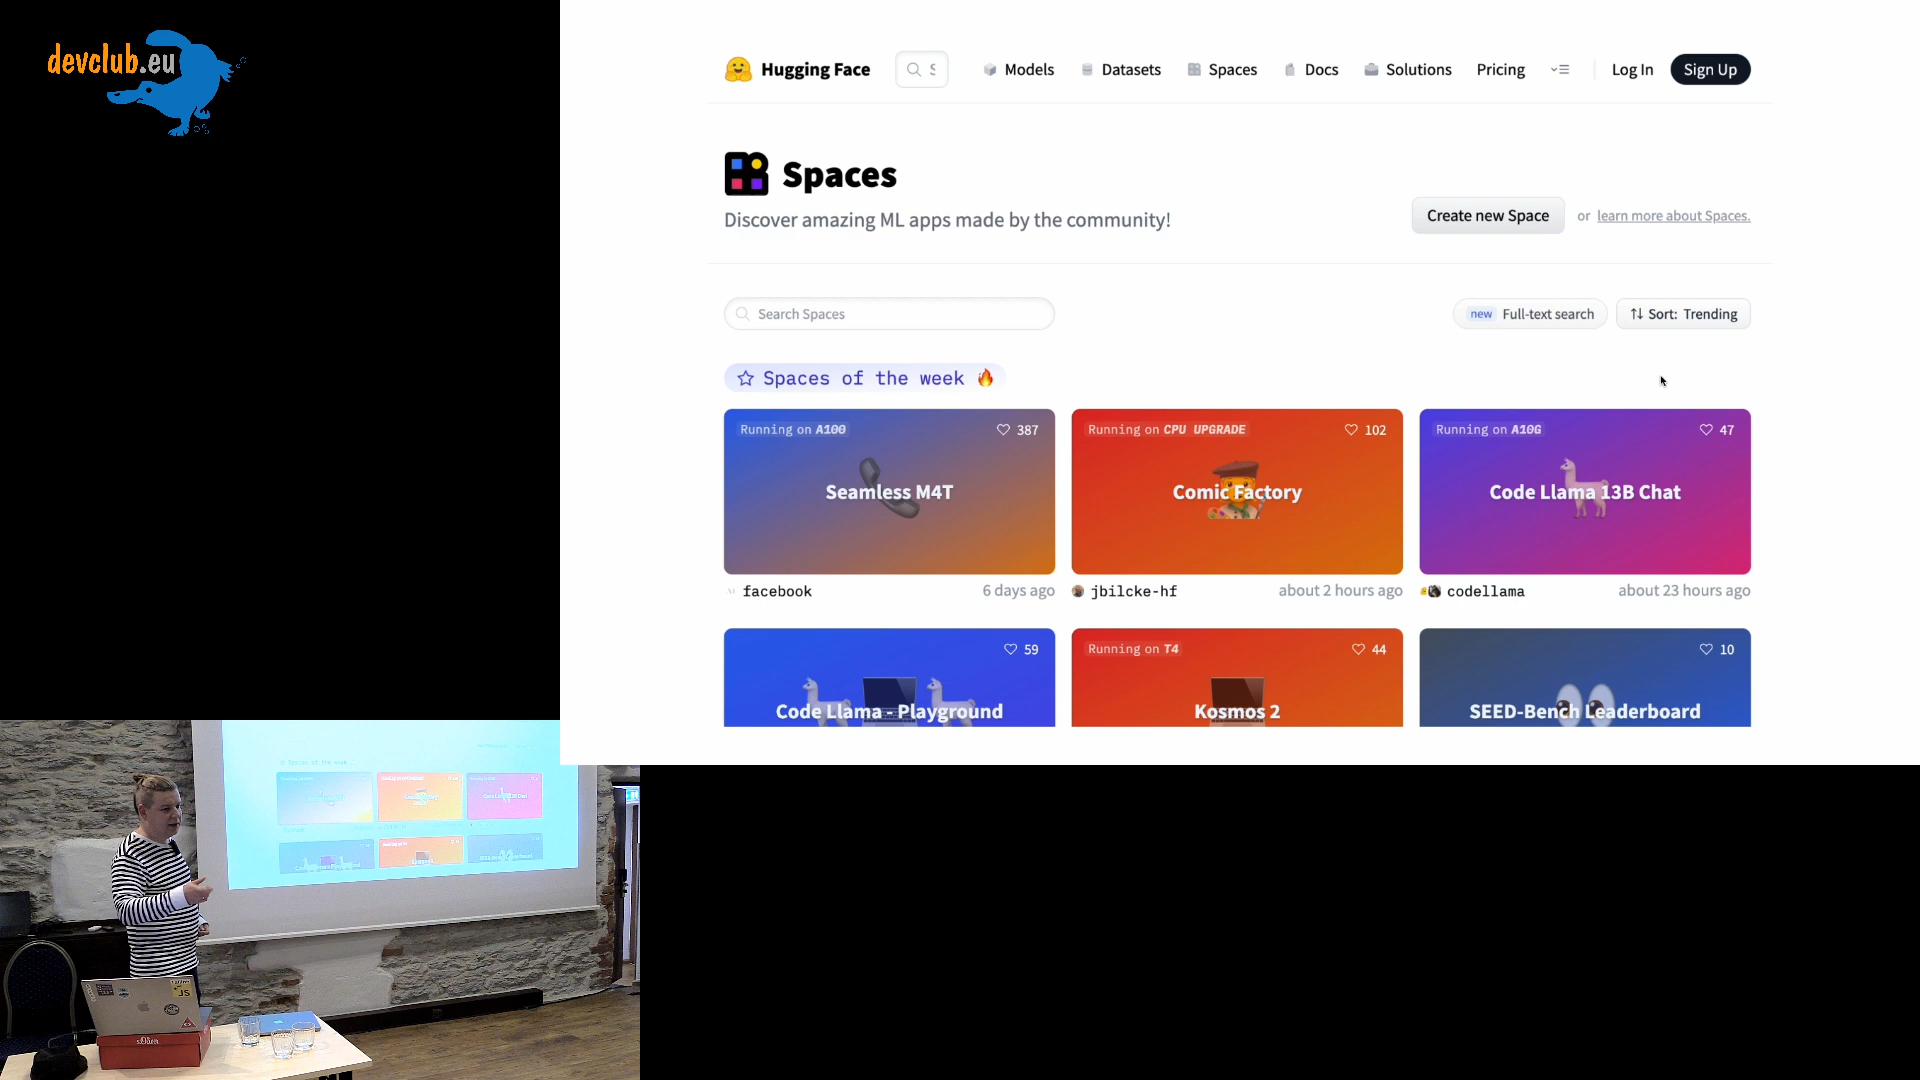 devclub.eu
Hugging Face
S
Models
Datasets
Spaces
Docs
Solutions
Pricing
Log In
Sign Up
Spaces
Discover amazing ML apps made by the community!
Create new Space or learn more about Spaces.
Search Spaces
new Full-text search
Sort: Trending
Spaces of the week 🔥
Running on A100
387
Seamless M4T
facebook
6 days ago
Running on CPU UPGRADE
102
Comic Factory
jbilcke-hf
about 2 hours ago
Running on A10G
47
Code Llama 13B Chat
codellama
about 23 hours ago
59
Code Llama - Playground
Running on T4
44
Kosmos 2
10
SEED-Bench Leaderboard
JS
s.Oliver